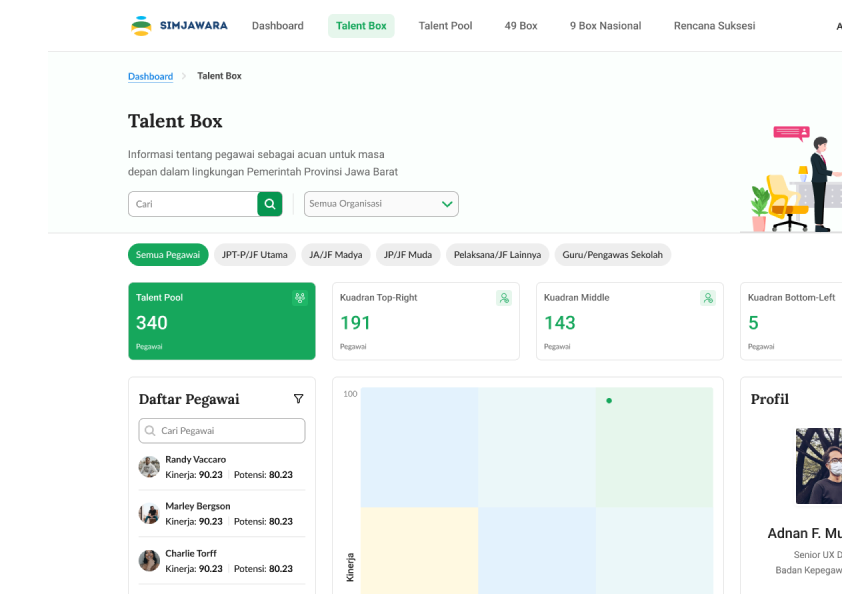 SIMJAWARA
Dashboard
Talent Box
Talent Pool
49 Box
9 Box Nasional
Rencana Suksesi
A
Dashboard > Talent Box
Talent Box
Informasi tentang pegawai sebagai acuan untuk masa
depan dalam lingkungan Pemerintah Provinsi Jawa Barat
Cari
Semua Organisasi
Semua Pegawai
JPT-P/JF Utama
JA/JF Madya
JP/JF Muda
Pelaksana/JF Lainnya
Guru/Pengawas Sekolah
Talent Pool
340
Pegawai
Kuadran Top-Right
191
Pegawai
Kuadran Middle
143
Pegawai
Kuadran Bottom-Left
5
Pegawai
Daftar Pegawai
Cari Pegawai
Randy Vaccaro
Kinerja: 90.23 | Potensi: 80.23
Marley Bergson
Kinerja: 90.23 | Potensi: 80.23
Charlie Torff
Kinerja: 90.23 | Potensi: 80.23
100
Kinerja
Profil
Adnan F. Mu
Senior UX D
Badan Kepegaw